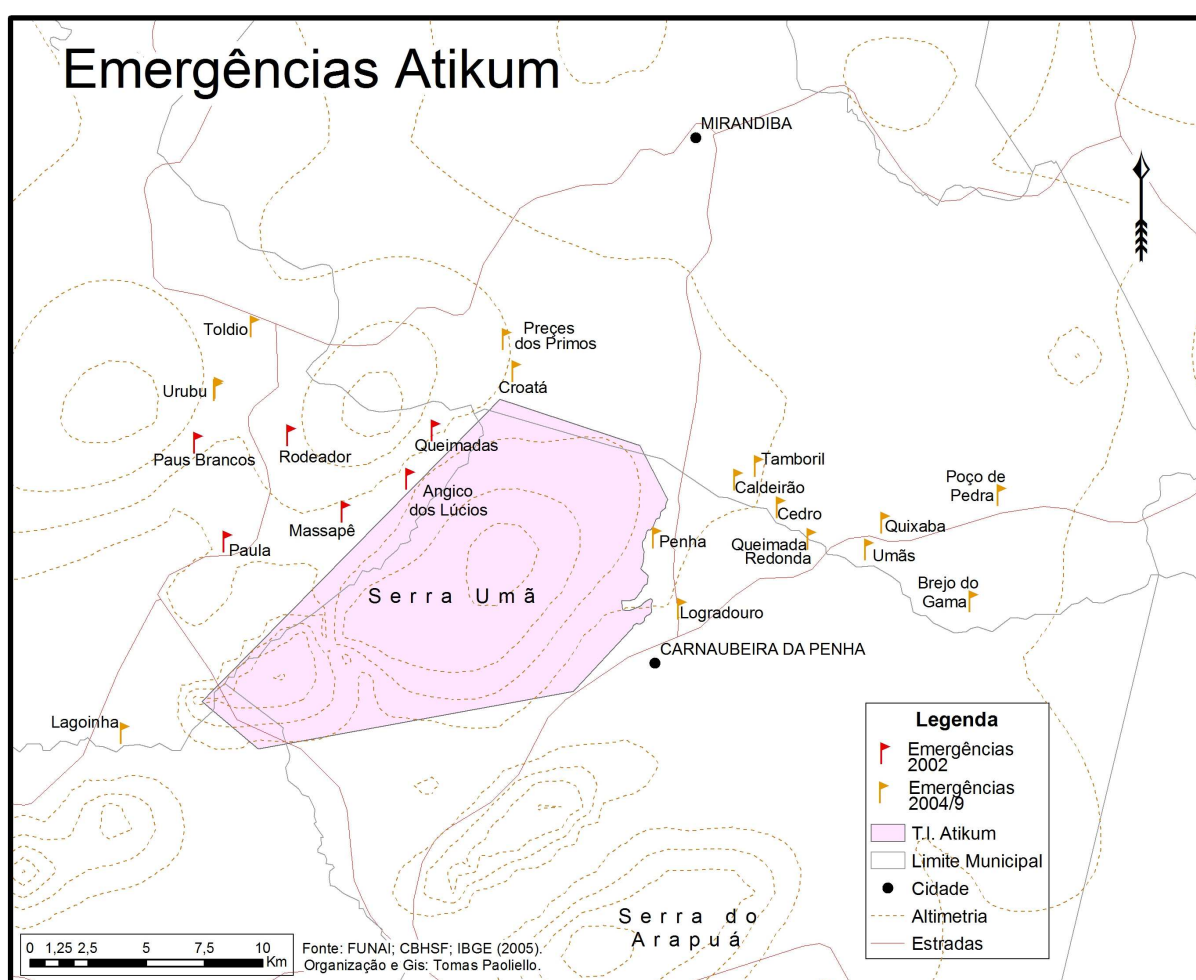 Emergências Atikum
MIRANDIBA
Toldio
Preçes
dos Primos
Urubu
Croatá
Paus Brancos
Rodeador
Queimadas
Tamboril
Caldeirão
Poço de
Pedra
Angico
dos Lúcios
Massapê
Cedro
Quixaba
Paula
Penha
Queimada
Redonda
Umãs
Serra Umã
Brejo do
Gama
Logradouro
CARNAUBEIRA DA PENHA
Lagoinha
Legenda
Emergências
2002
Emergências
2004/9
T.I. Atikum
Limite Municipal
Cidade
Altimetria
Estradas
Serra do
Arapuá
0 1,25 2,5 5 7,5 10
Km
Fonte: FUNAI; CBHSF; IBGE (2005).
Organização e Gis: Tomas Paoliello.